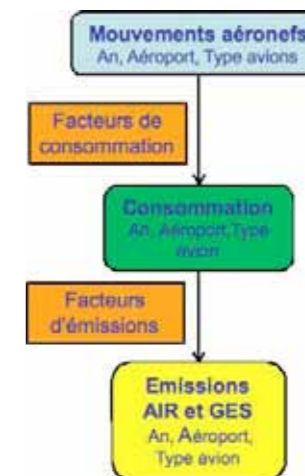 Mouvements aéronefs
An, Aéroport, Type avions
Facteurs de
consommation
Consommation
An, Aéroport,Type
avion
Facteurs
d'émissions
Emissions
AIR et GES
An, Aéroport,
Type avion